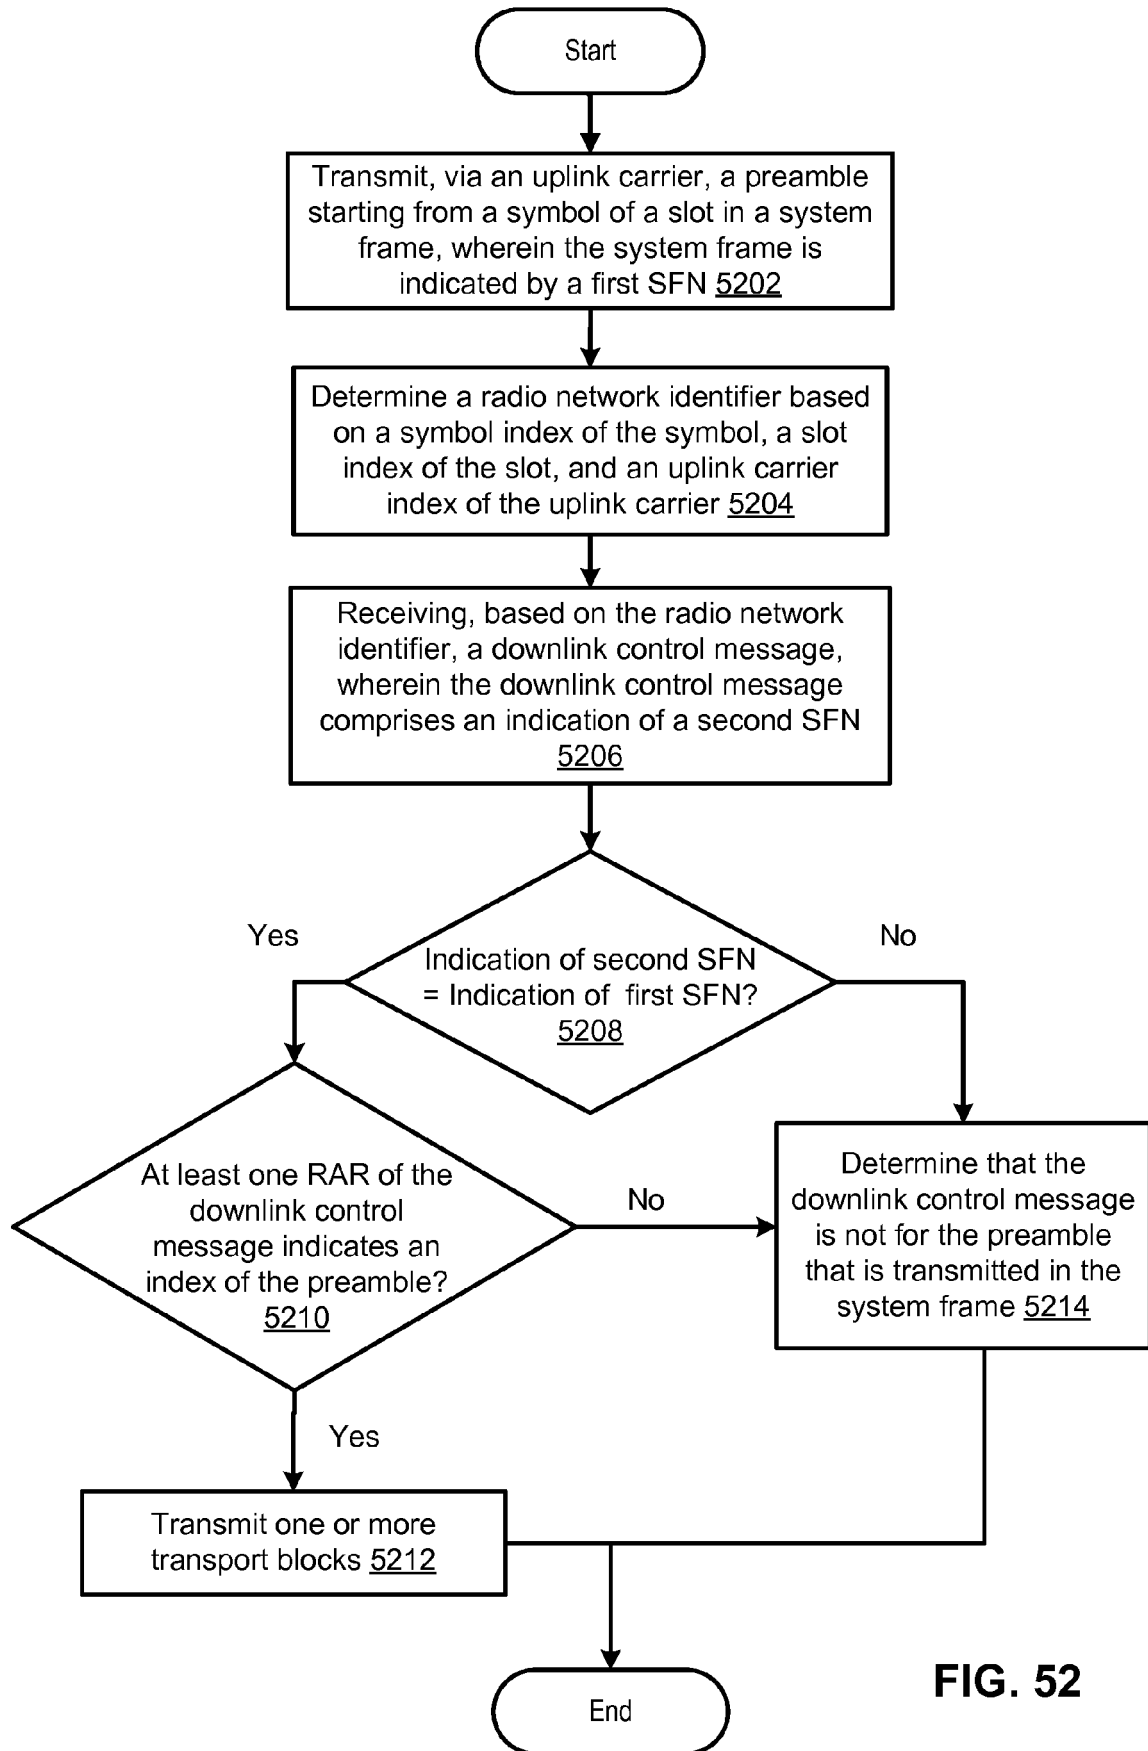 Start
Transmit, via an uplink carrier, a preamble
starting from a symbol of a slot in a system
frame, wherein the system frame is
indicated by a first SFN 5202
Determine a radio network identifier based
on a symbol index of the symbol, a slot
index of the slot, and an uplink carrier
index of the uplink carrier 5204
Receiving, based on the radio network
identifier, a downlink control message,
wherein the downlink control message
comprises an indication of a second SFN
5206
Yes
No
Indication of second SFN
= Indication of first SFN?
5208
At least one RAR of the
downlink control
message indicates an
index of the preamble?
5210
No
Determine that the
downlink control message
is not for the preamble
that is transmitted in the
system frame 5214
Yes
Transmit one or more
transport blocks 5212
End
FIG. 52